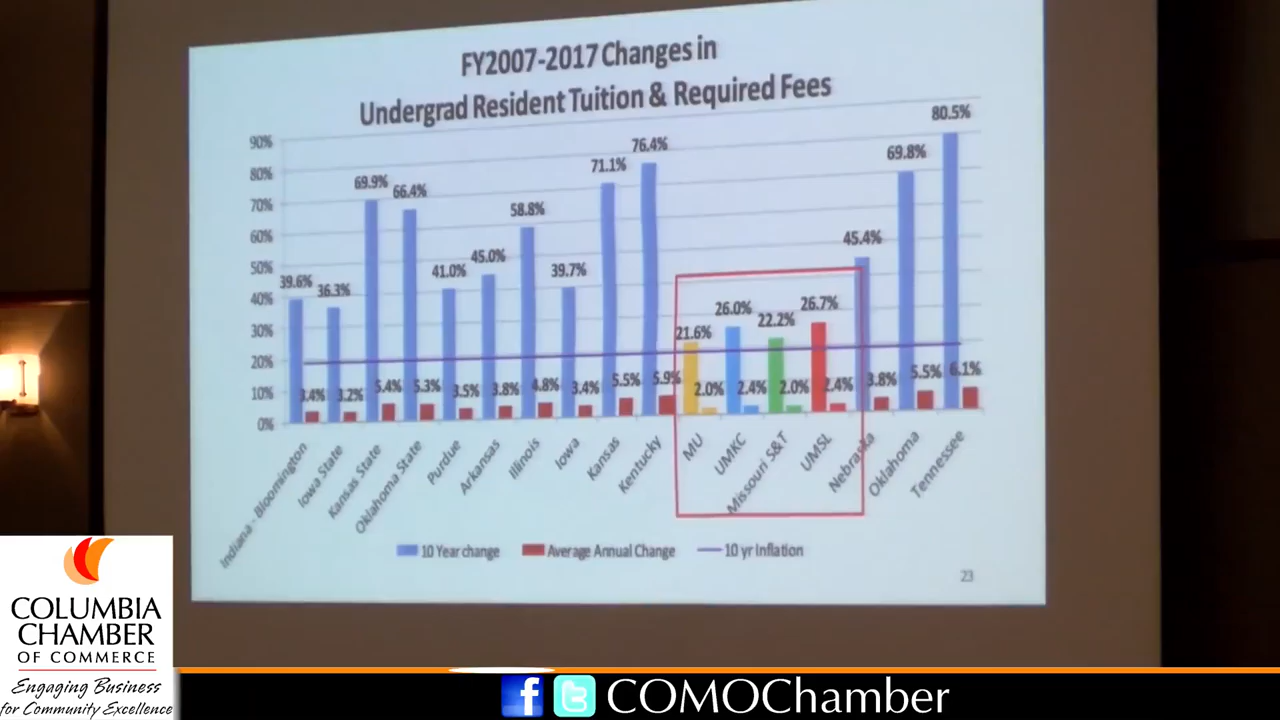 FY2007-2017 Changes in
Undergrad Resident Tuition & Required Fees
90%
80%
70%
60%
50%
40%
30%
20%
10%
0%
39.6%
36.3%
69.9%
66.4%
41.0%
45.0%
58.8%
39.7%
71.1%
76.4%
21.6%
26.0%
22.2%
26.7%
45.4%
69.8%
80.5%
3.4%
3.2%
5.4%
5.3%
3.5%
3.8%
4.8%
3.4%
5.5%
5.9%
2.0%
2.4%
2.0%
2.4%
3.8%
5.5%
6.1%
Indiana - Bloomington
Iowa State
Kansas State
Oklahoma State
Purdue
Arkansas
Illinois
Iowa
Kansas
Kentucky
MU
UMKC
Missouri S&T
UMSL
Nebraska
Oklahoma
Tennessee
10 Year change
Average Annual Change
10 yr Inflation
23
COLUMBIA
CHAMBER
OF COMMERCE
Engaging Business
for Community Excellence
COMOChamber